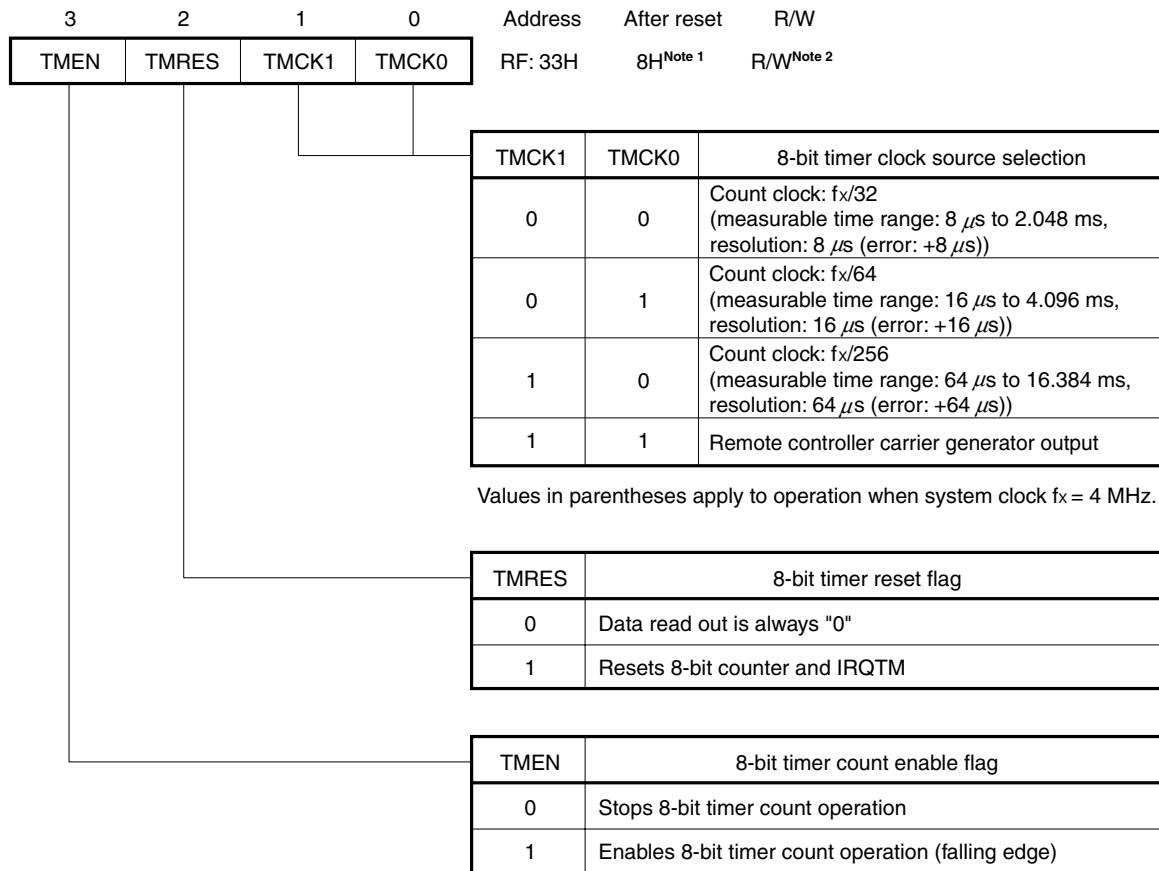 3 2 1 0 Address After reset R/W
TMEN TMRES TMCK1 TMCK0 RF: 33H 8HNote 1 R/WNote 2
TMCK1 TMCK0 8-bit timer clock source selection
0 0 Count clock: fx/32
(measurable time range: 8 μs to 2.048 ms,
resolution: 8 μs (error: +8 μs))
0 1 Count clock: fx/64
(measurable time range: 16 μs to 4.096 ms,
resolution: 16 μs (error: +16 μs))
1 0 Count clock: fx/256
(measurable time range: 64 μs to 16.384 ms,
resolution: 64 μs (error: +64 μs))
1 1 Remote controller carrier generator output
Values in parentheses apply to operation when system clock fx = 4 MHz.
TMRES 8-bit timer reset flag
0 Data read out is always "0"
1 Resets 8-bit counter and IRQTM
TMEN 8-bit timer count enable flag
0 Stops 8-bit timer count operation
1 Enables 8-bit timer count operation (falling edge)